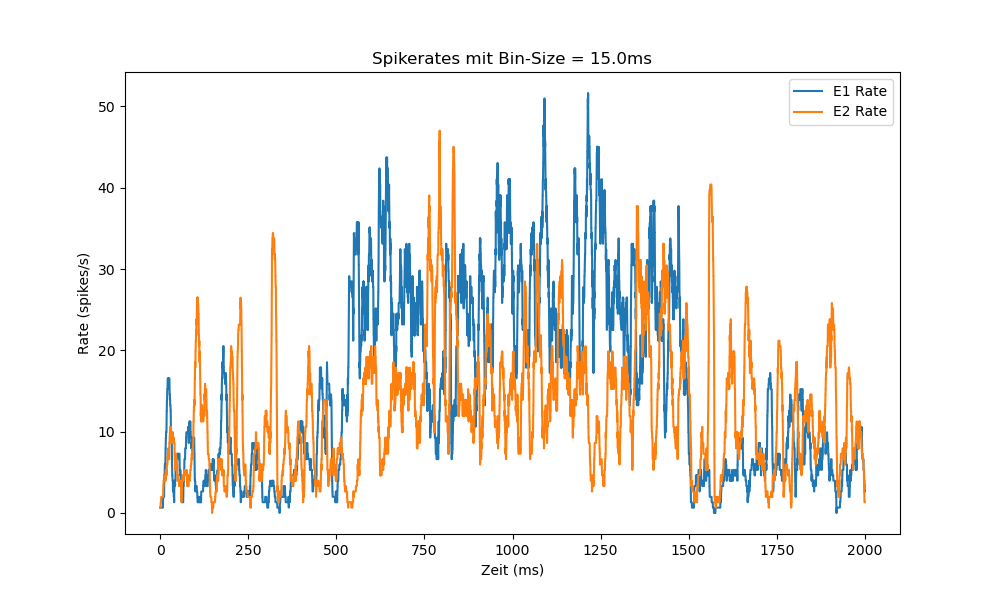 Spikerates mit Bin-Size = 15.0ms
E1 Rate
E2 Rate
50
40
30
20
10
0
Rate (spikes/s)
0 250 500 750 1000 1250 1500 1750 2000
Zeit (ms)